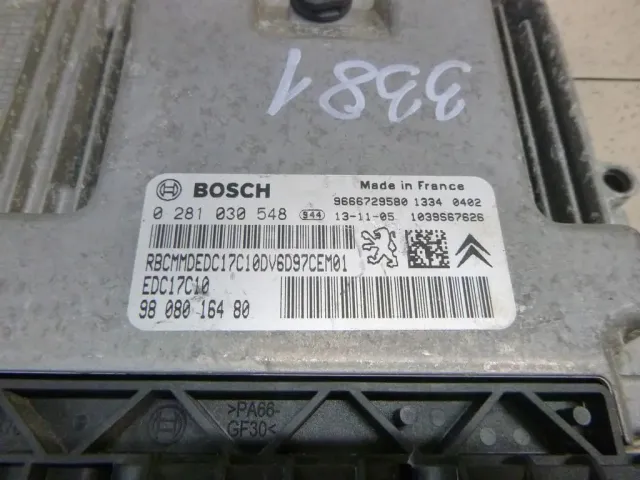 3381
BOSCH
Made in France
9666729580 1334 0402
0 281 030 548 944 13-11-05 1039S67626
RBCMMDEDC17C10DV6D97CEM01
EDC17C10
98 080 164 80
>PA66-
GF30<